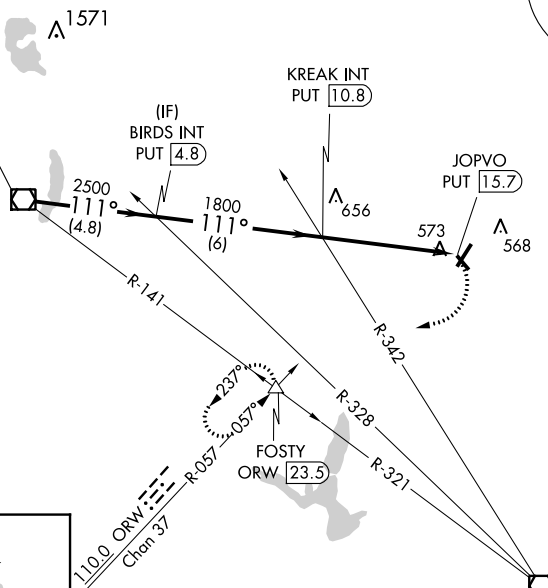 1571
KREAK INT
PUT 10.8
(IF)
BIRDS INT
PUT 4.8
JOPVO
PUT 15.7
2500
111°
(4.8)
1800
111°
(6)
656
573
568
R-141
R-342
237°
R-328
057°
FOSTY
ORW 23.5
R-057
R-321
110.0 ORW
Chan 37